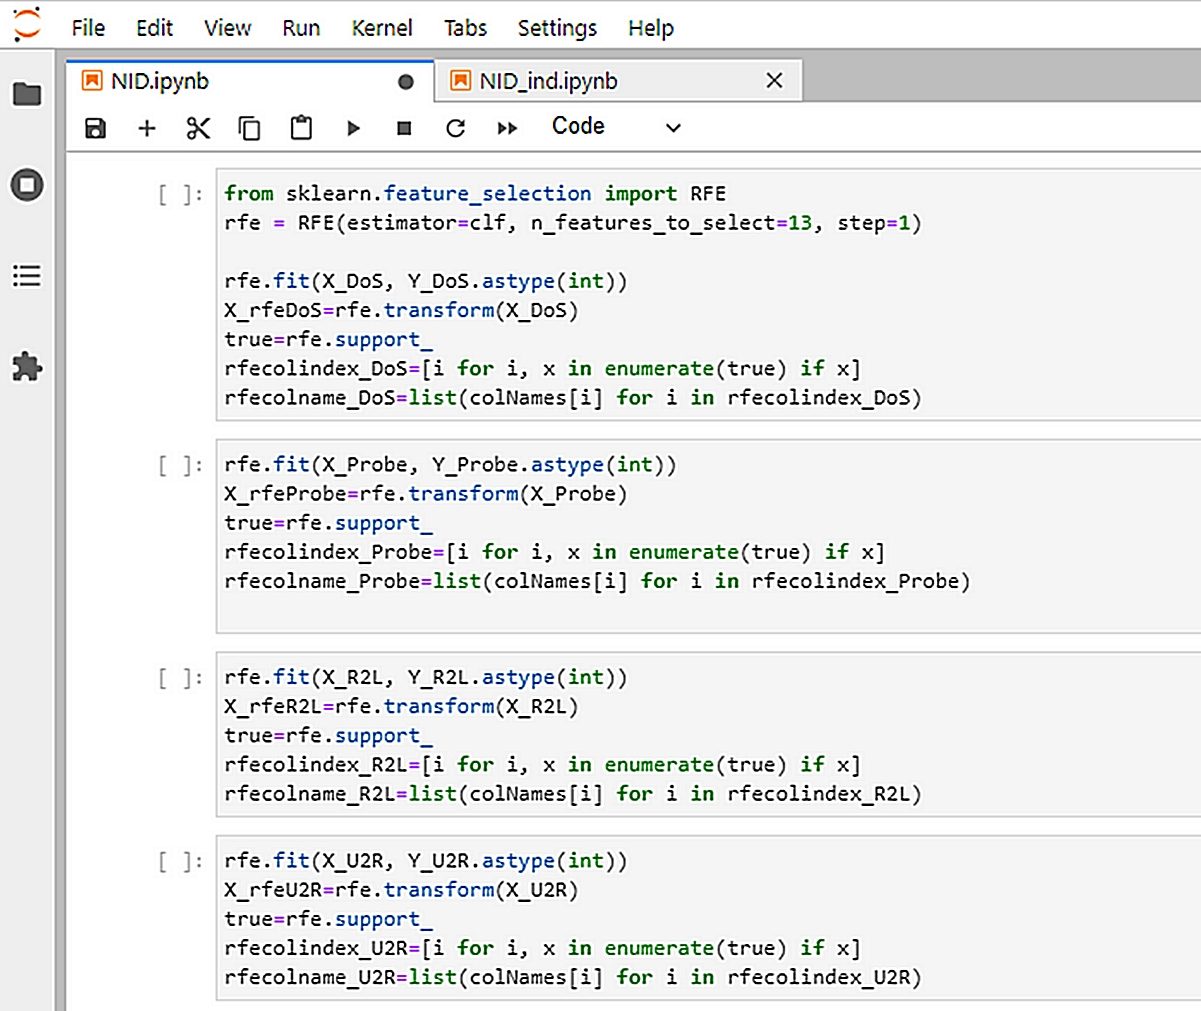 File Edit View Run Kernel Tabs Settings Help
NID.ipynb NID_ind.ipynb
Code
[ ]: from sklearn.feature_selection import RFE
rfe = RFE(estimator=clf, n_features_to_select=13, step=1)
rfe.fit(X_DoS, Y_DoS.astype(int))
X_rfeDoS=rfe.transform(X_DoS)
true=rfe.support_
rfecolindex_DoS=[i for i, x in enumerate(true) if x]
rfecolname_DoS=list(colNames[i] for i in rfecolindex_DoS)
[ ]: rfe.fit(X_Probe, Y_Probe.astype(int))
X_rfeProbe=rfe.transform(X_Probe)
true=rfe.support_
rfecolindex_Probe=[i for i, x in enumerate(true) if x]
rfecolname_Probe=list(colNames[i] for i in rfecolindex_Probe)
[ ]: rfe.fit(X_R2L, Y_R2L.astype(int))
X_rfeR2L=rfe.transform(X_R2L)
true=rfe.support_
rfecolindex_R2L=[i for i, x in enumerate(true) if x]
rfecolname_R2L=list(colNames[i] for i in rfecolindex_R2L)
[ ]: rfe.fit(X_U2R, Y_U2R.astype(int))
X_rfeU2R=rfe.transform(X_U2R)
true=rfe.support_
rfecolindex_U2R=[i for i, x in enumerate(true) if x]
rfecolname_U2R=list(colNames[i] for i in rfecolindex_U2R)